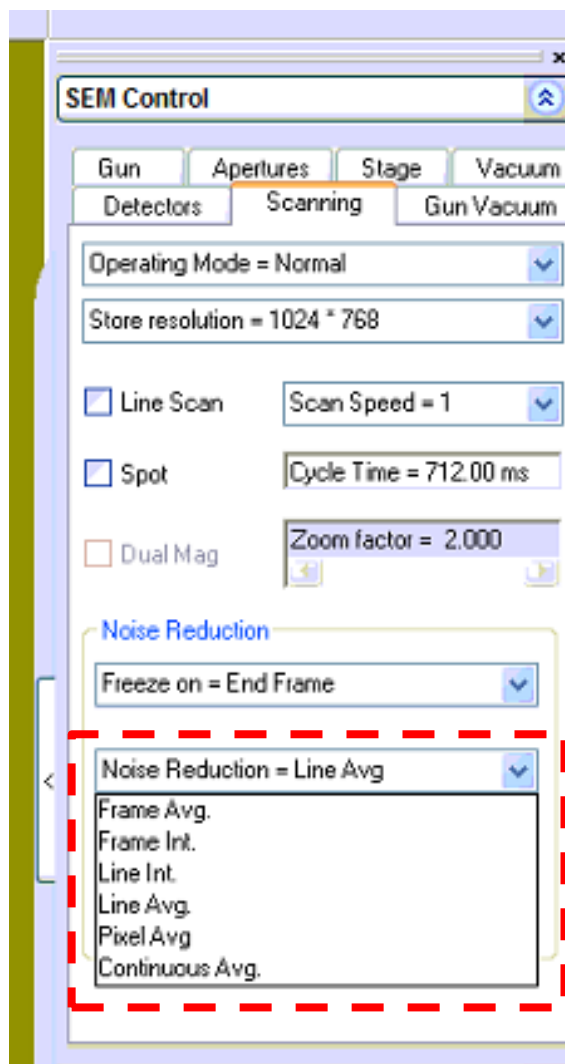 x
SEM Control
Gun Apertures Stage Vacuum
Detectors Scanning Gun Vacuum
Operating Mode = Normal
Store resolution = 1024 * 768
Line Scan Scan Speed = 1
Spot Cycle Time = 712.00 ms
Dual Mag Zoom factor = 2.000
Noise Reduction
Freeze on = End Frame
Noise Reduction = Line Avg
<
Frame Avg.
Frame Int.
Line Int.
Line Avg.
Pixel Avg
Continuous Avg.